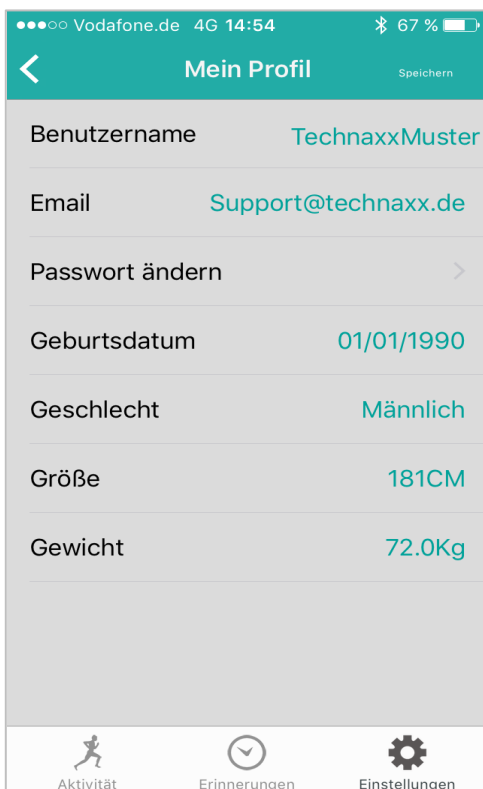 Vodafone.de 4G 14:54 67 %
Mein Profil Speichern
Benutzername TechnaxxMuster
Email Support@technaxx.de
Passwort ändern
Geburtsdatum 01/01/1990
Geschlecht Männlich
Größe 181CM
Gewicht 72.0Kg
Aktivität Erinnerungen Einstellungen